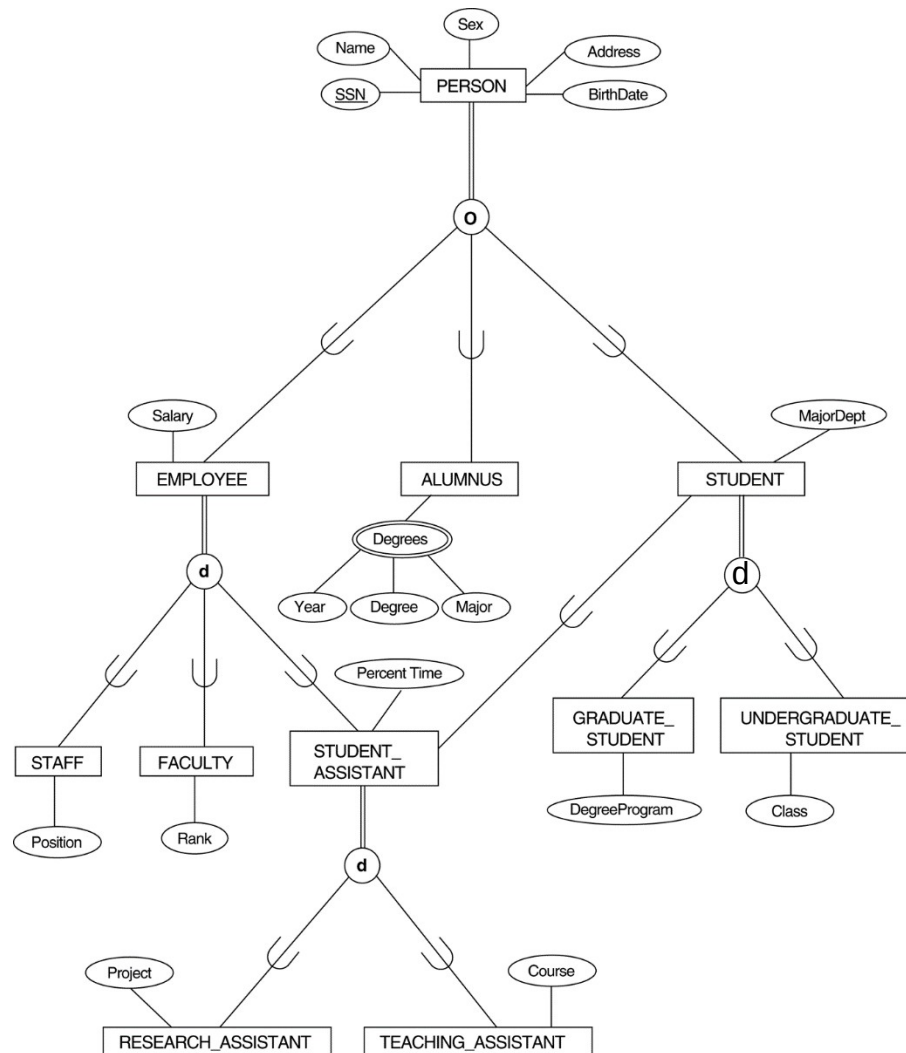 Sex
Name
Address
PERSON
SSN
BirthDate
O
Salary
MajorDept
EMPLOYEE
ALUMNUS
STUDENT
Degrees
d
d
Year
Degree
Major
Percent Time
GRADUATE_
STUDENT
UNDERGRADUATE_
STUDENT
STAFF
FACULTY
STUDENT_
ASSISTANT
DegreeProgram
Class
Position
Rank
d
Project
Course
RESEARCH_ASSISTANT
TEACHING_ASSISTANT